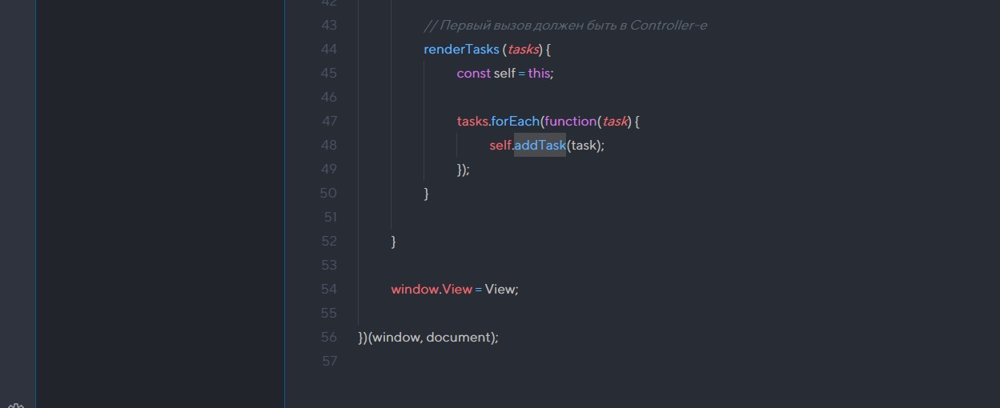 42
43 // Первый вызов должен быть в Controller-е
44 renderTasks (tasks) {
45 const self = this;
46
47 tasks.forEach(function(task) {
48 self.addTask(task);
49 });
50 }
51
52 }
53
54 window.View = View;
55
56 })(window, document);
57